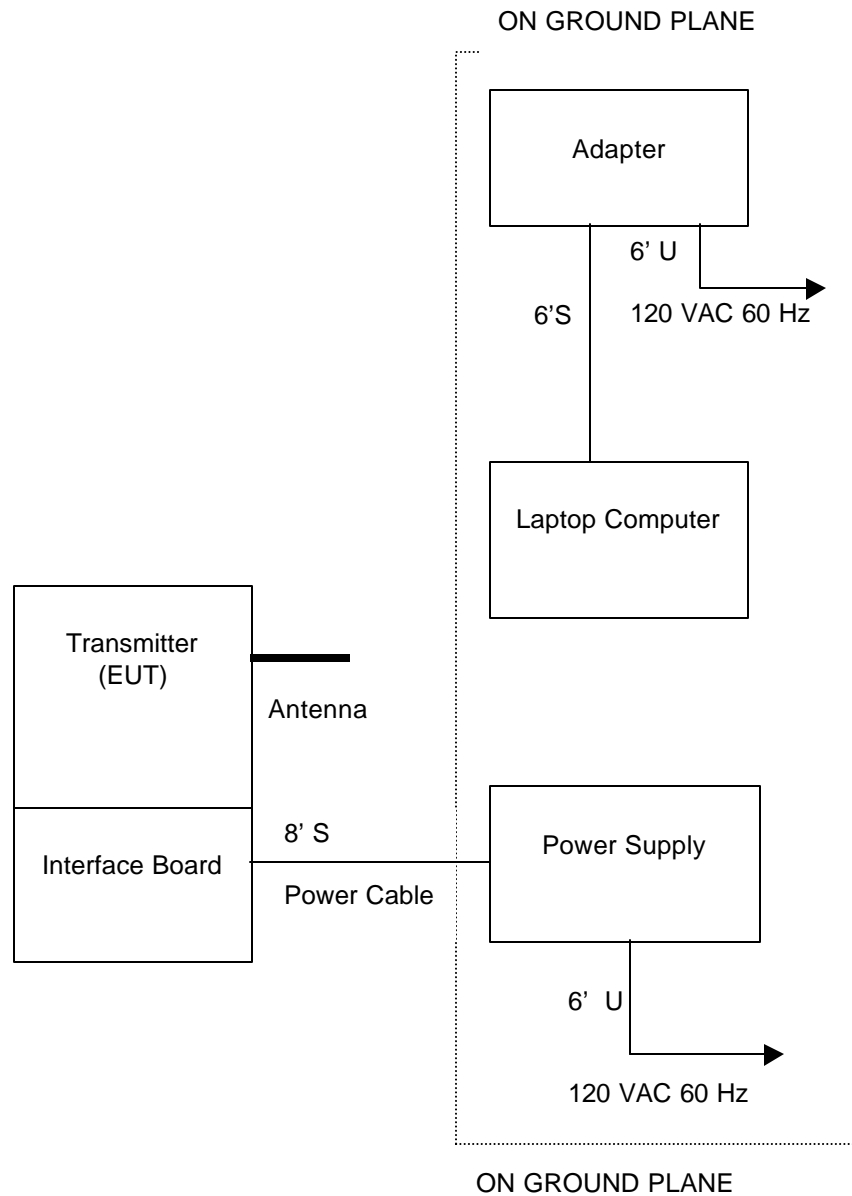 ON GROUND PLANE
Adapter
6’ U
6’S
120 VAC 60 Hz
Laptop Computer
Transmitter
(EUT)
Antenna
8’ S
Power Supply
Interface Board
Power Cable
6’ U
120 VAC 60 Hz
ON GROUND PLANE